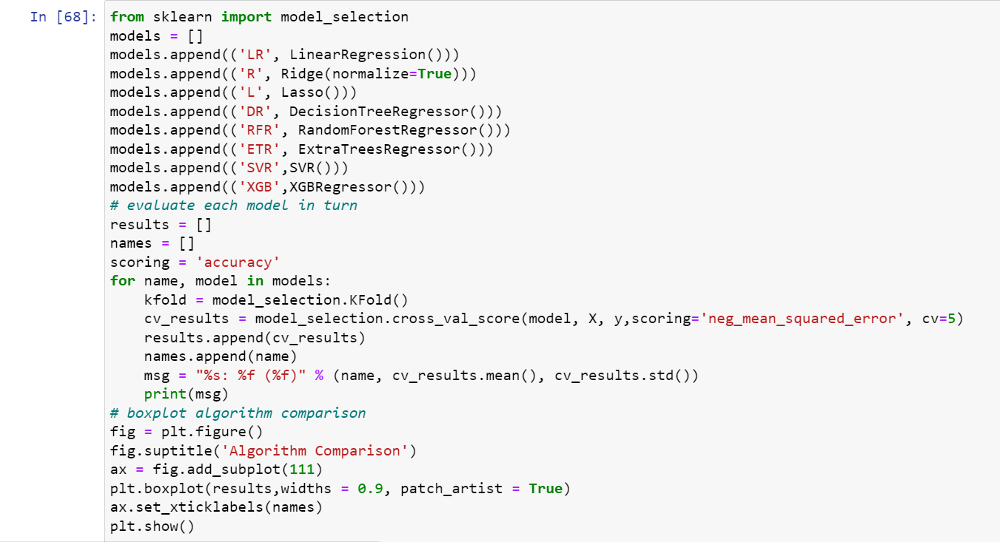 In [68]: from sklearn import model_selection
models = []
models.append(('LR', LinearRegression()))
models.append(('R', Ridge(normalize=True)))
models.append(('L', Lasso()))
models.append(('DR', DecisionTreeRegressor()))
models.append(('RFR', RandomForestRegressor()))
models.append(('ETR', ExtraTreesRegressor()))
models.append(('SVR',SVR()))
models.append(('XGB',XGBRegressor()))
# evaluate each model in turn
results = []
names = []
scoring = 'accuracy'
for name, model in models:
    kfold = model_selection.KFold()
    cv_results = model_selection.cross_val_score(model, X, y,scoring='neg_mean_squared_error', cv=5)
    results.append(cv_results)
    names.append(name)
    msg = "%s: %f (%f)" % (name, cv_results.mean(), cv_results.std())
    print(msg)
# boxplot algorithm comparison
fig = plt.figure()
fig.suptitle('Algorithm Comparison')
ax = fig.add_subplot(111)
plt.boxplot(results,widths = 0.9, patch_artist = True)
ax.set_xticklabels(names)
plt.show()